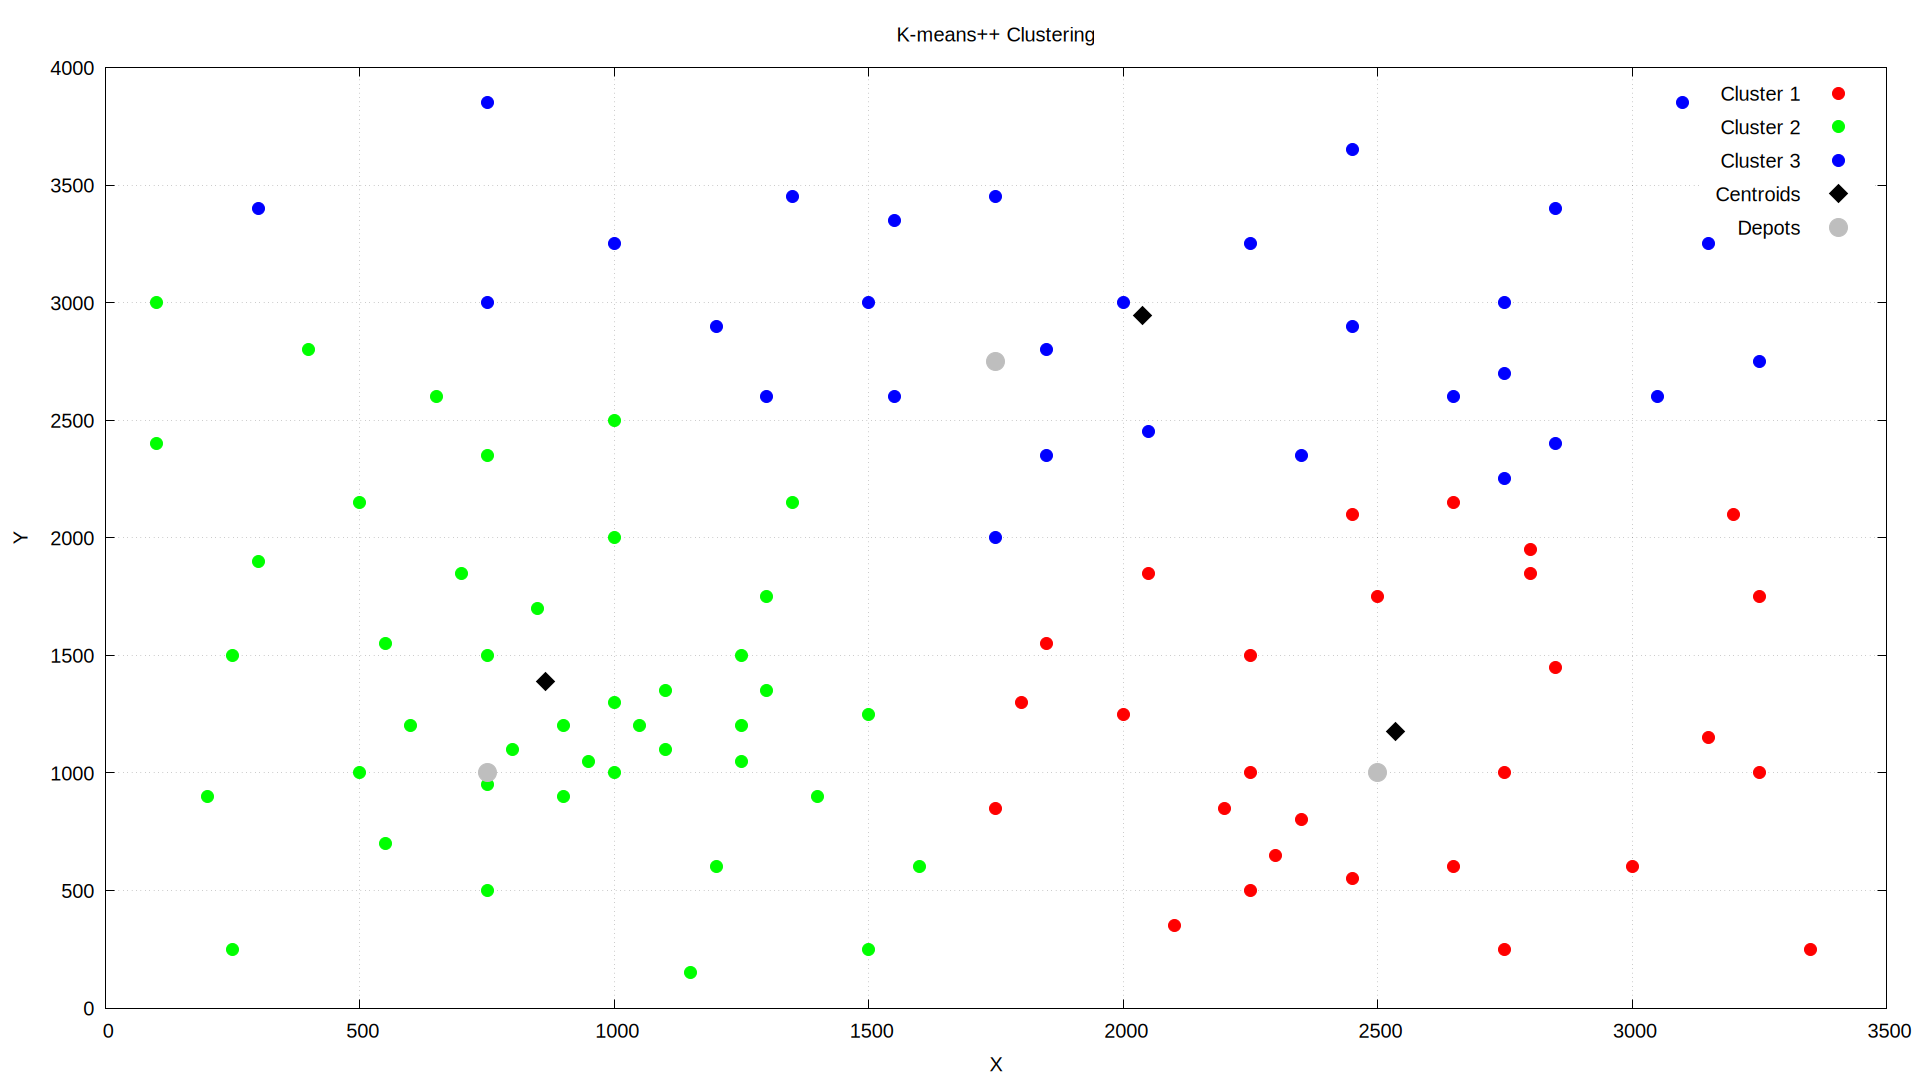 K-means++ Clustering
4000
3500
3000
2500
2000
1500
1000
500
0
Y
Cluster 1
Cluster 2
Cluster 3
Centroids
Depots
0 500 1000 1500 2000 2500 3000 3500
X